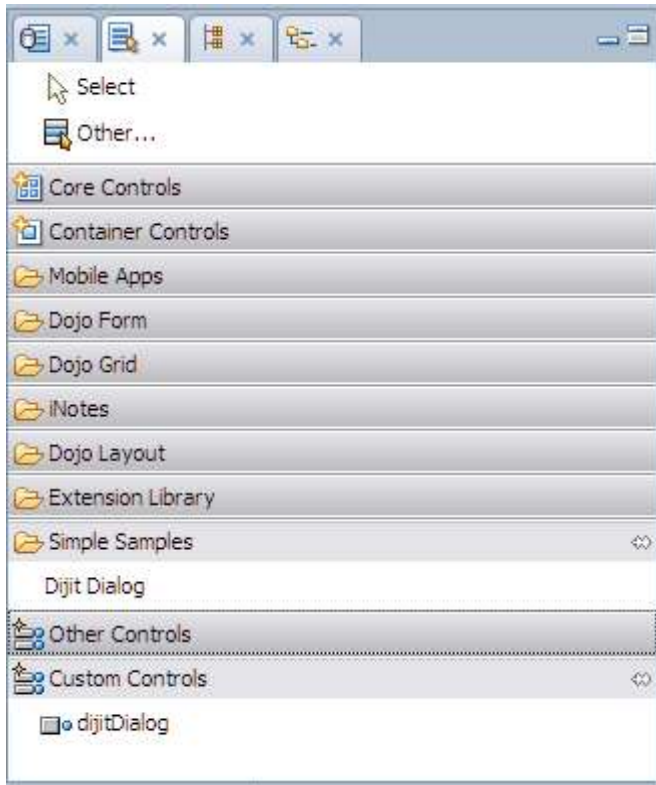 Select
Other...
Core Controls
Container Controls
Mobile Apps
Dojo Form
Dojo Grid
iNotes
Dojo Layout
Extension Library
Simple Samples
Dijit Dialog
Other Controls
Custom Controls
dijitDialog